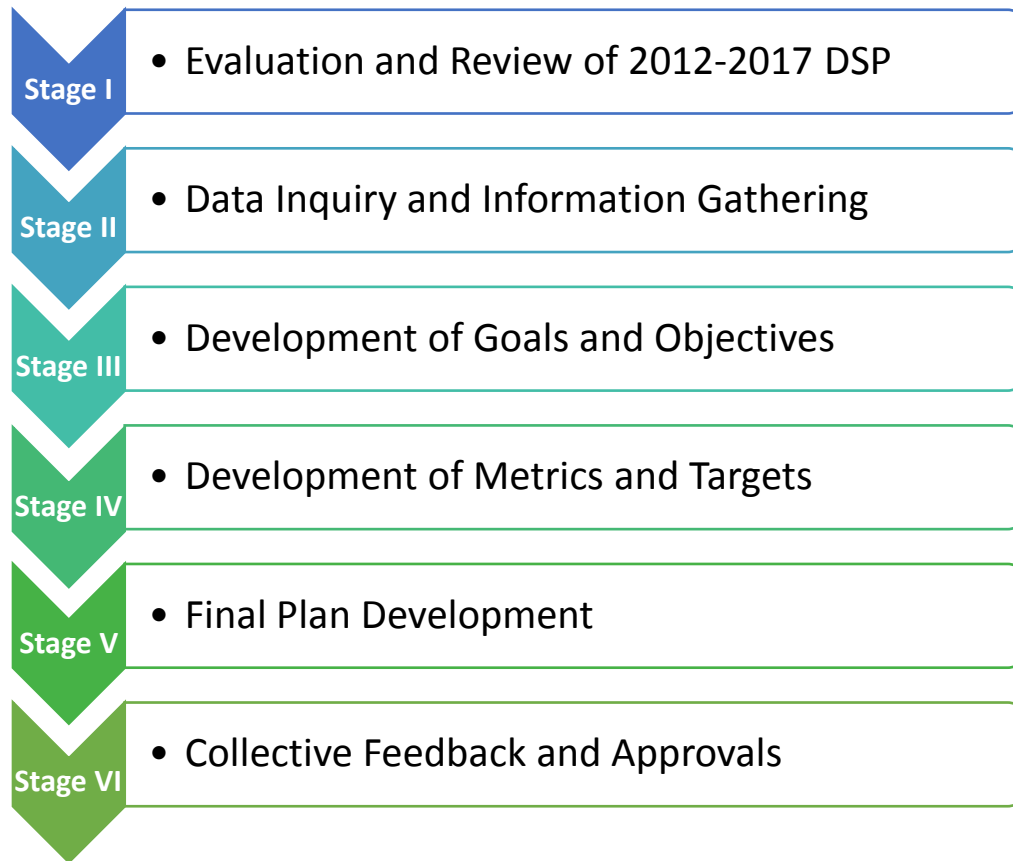 Stage I
• Evaluation and Review of 2012-2017 DSP
Stage II
• Data Inquiry and Information Gathering
Stage III
• Development of Goals and Objectives
Stage IV
• Development of Metrics and Targets
Stage V
• Final Plan Development
Stage VI
• Collective Feedback and Approvals